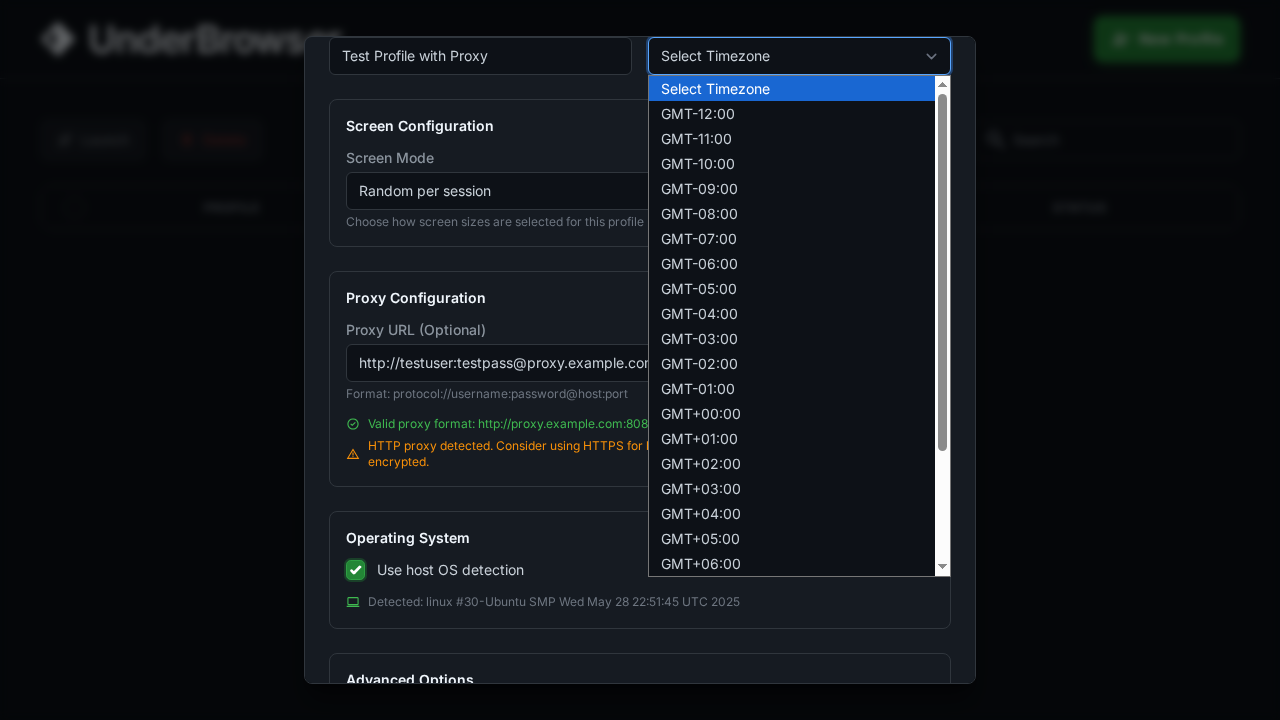 UnderBrowser
New Profile
Test Profile with Proxy
Select Timezone
Select Timezone
GMT-12:00
GMT-11:00
GMT-10:00
GMT-09:00
GMT-08:00
GMT-07:00
GMT-06:00
GMT-05:00
GMT-04:00
GMT-03:00
GMT-02:00
GMT-01:00
GMT+00:00
GMT+01:00
GMT+02:00
GMT+03:00
GMT+04:00
GMT+05:00
GMT+06:00
Screen Configuration
Screen Mode
Random per session
Choose how screen sizes are selected for this profile
Proxy Configuration
Proxy URL (Optional)
http://testuser:testpass@proxy.example.co
Format: protocol://username:password@host:port
Valid proxy format: http://proxy.example.com:808
HTTP proxy detected. Consider using HTTPS for
encrypted.
Operating System
Use host OS detection
Detected: linux #30-Ubuntu SMP Wed May 28 22:51:45 UTC 2025
Advanced Options
Search